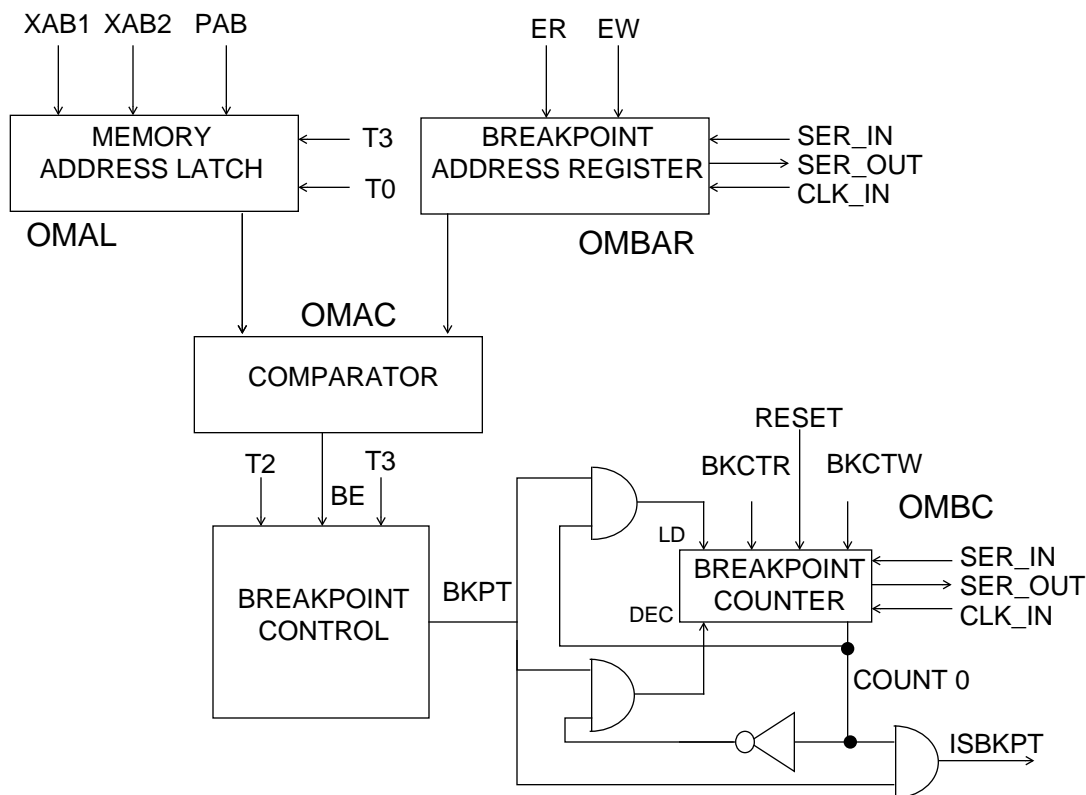 XAB1 XAB2 PAB
ER EW
MEMORY
ADDRESS LATCH
T3
T0
OMAL
BREAKPOINT
ADDRESS REGISTER
SER_IN
SER_OUT
CLK_IN
OMBAR
OMAC
COMPARATOR
T2
BE
T3
BREAKPOINT
CONTROL
BKPT
RESET
BKCTR
BKCTW
OMBC
LD
BREAKPOINT
COUNTER
DEC
SER_IN
SER_OUT
CLK_IN
COUNT 0
ISBKPT